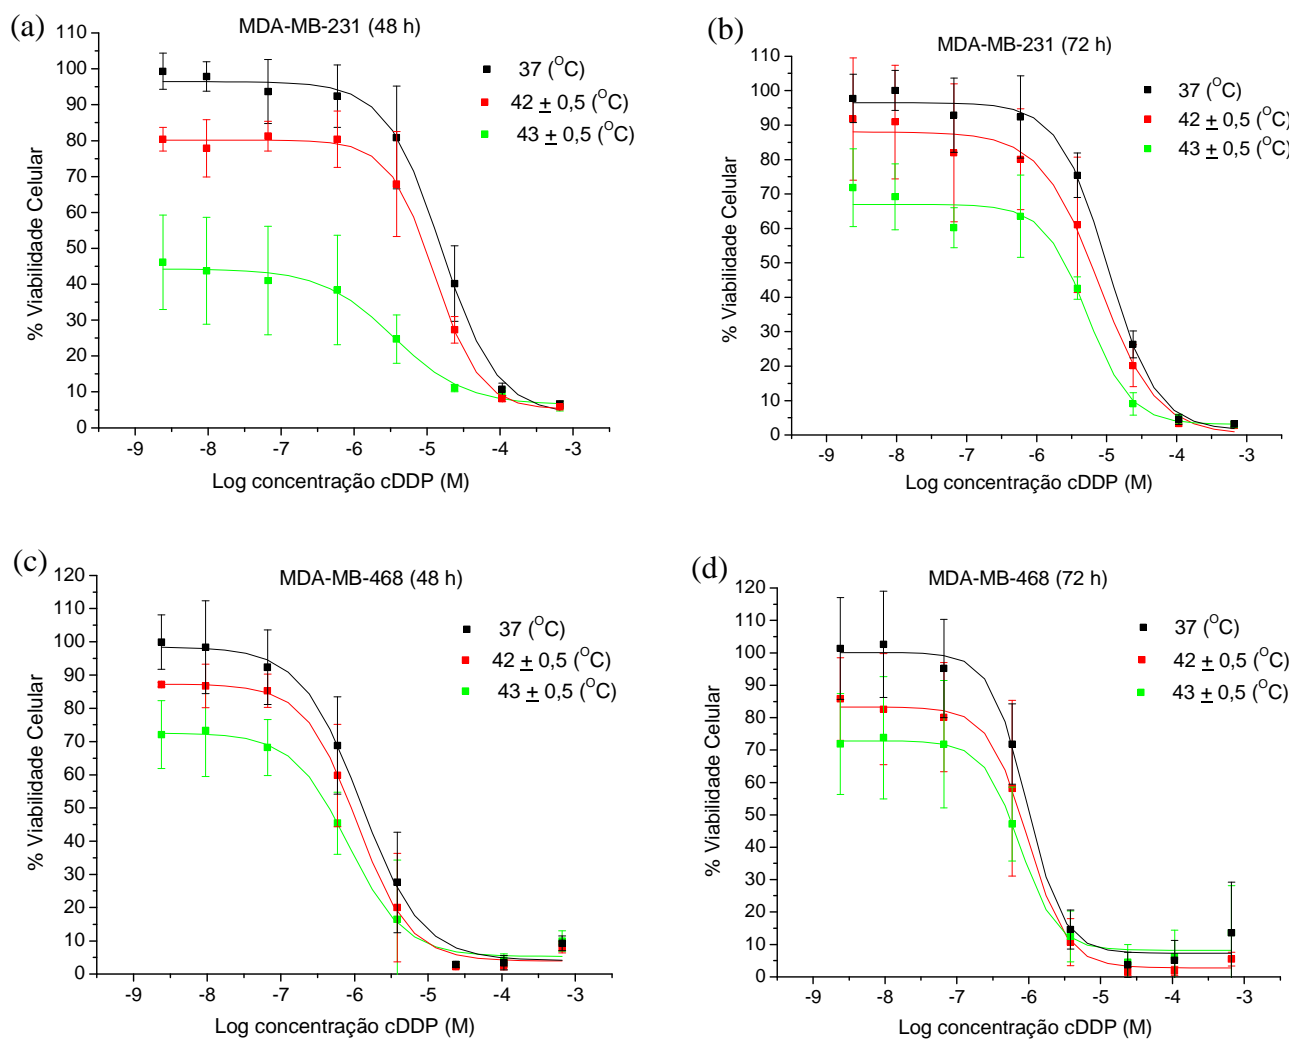 (a)
MDA-MB-231 (48 h)
37 (°C)
42 ± 0,5 (°C)
43 ± 0,5 (°C)
% Viabilidade Celular
110
100
90
80
70
60
50
40
30
20
10
0
-9 -8 -7 -6 -5 -4 -3
Log concentração cDDP (M)
(b)
MDA-MB-231 (72 h)
37 (°C)
42 ± 0,5 (°C)
43 ± 0,5 (°C)
% Viabilidade Celular
110
100
90
80
70
60
50
40
30
20
10
0
-9 -8 -7 -6 -5 -4 -3
Log concentração cDDP (M)
(c)
MDA-MB-468 (48 h)
37 (°C)
42 ± 0,5 (°C)
43 ± 0,5 (°C)
% Viabilidade Celular
120
110
100
90
80
70
60
50
40
30
20
10
0
-9 -8 -7 -6 -5 -4 -3
Log concentração cDDP (M)
(d)
MDA-MB-468 (72 h)
37 (°C)
42 ± 0,5 (°C)
43 ± 0,5 (°C)
% Viabilidade Celular
120
110
100
90
80
70
60
50
40
30
20
10
0
-9 -8 -7 -6 -5 -4 -3
Log concentração cDDP (M)